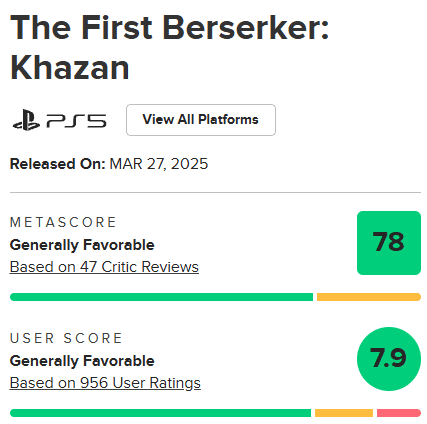 The First Berserker:
Khazan
PS5 View All Platforms
Released On: MAR 27, 2025
METASCORE
Generally Favorable
78
Based on 47 Critic Reviews
USER SCORE
Generally Favorable
7.9
Based on 956 User Ratings